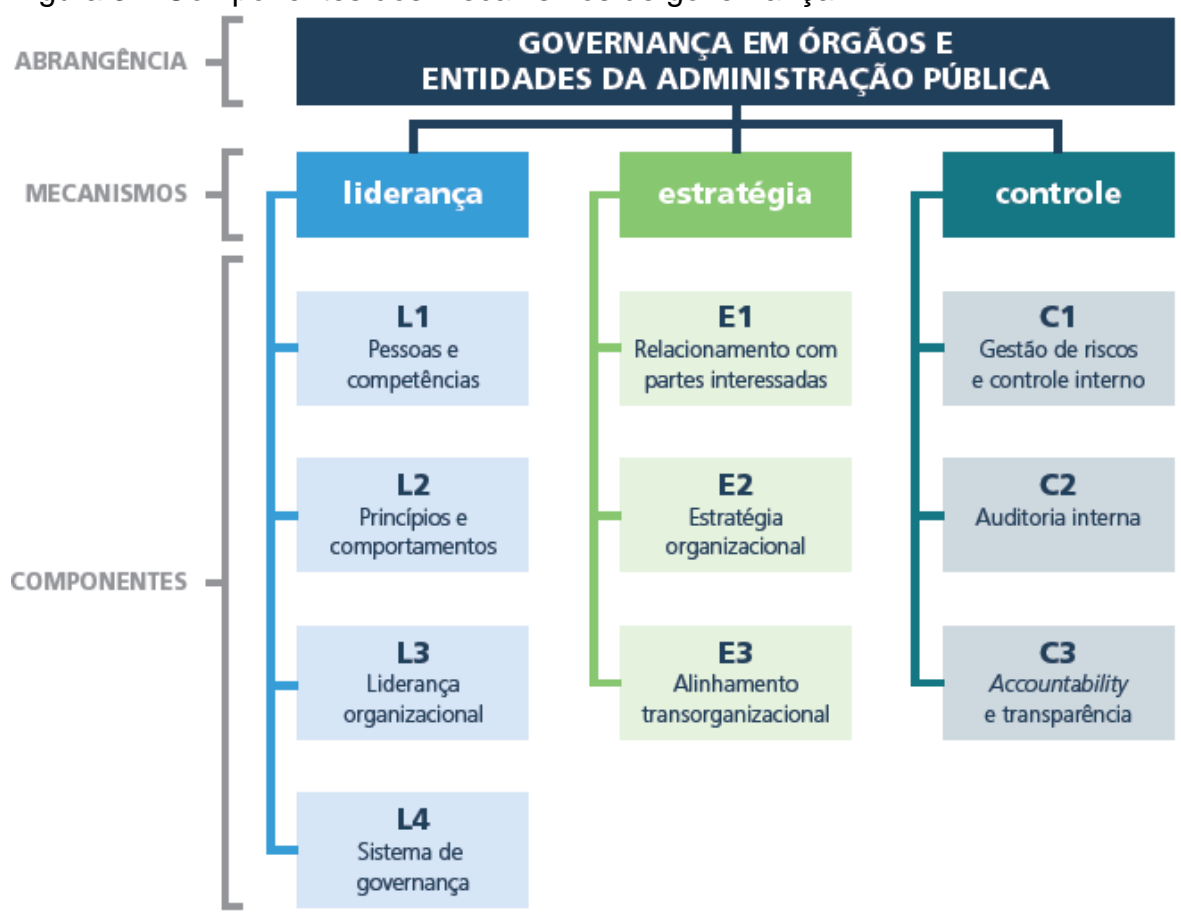 GOVERNANÇA EM ÓRGÃOS E
ENTIDADES DA ADMINISTRAÇÃO PÚBLICA
ABRANGÊNCIA
MECANISMOS
liderança
estratégia
controle
COMPONENTES
L1
Pessoas e
competências
L2
Princípios e
comportamentos
L3
Liderança
organizacional
L4
Sistema de
governança
E1
Relacionamento com
partes interessadas
E2
Estratégia
organizacional
E3
Alinhamento
transorganizacional
C1
Gestão de riscos
e controle interno
C2
Auditoria interna
C3
Accountability
e transparência